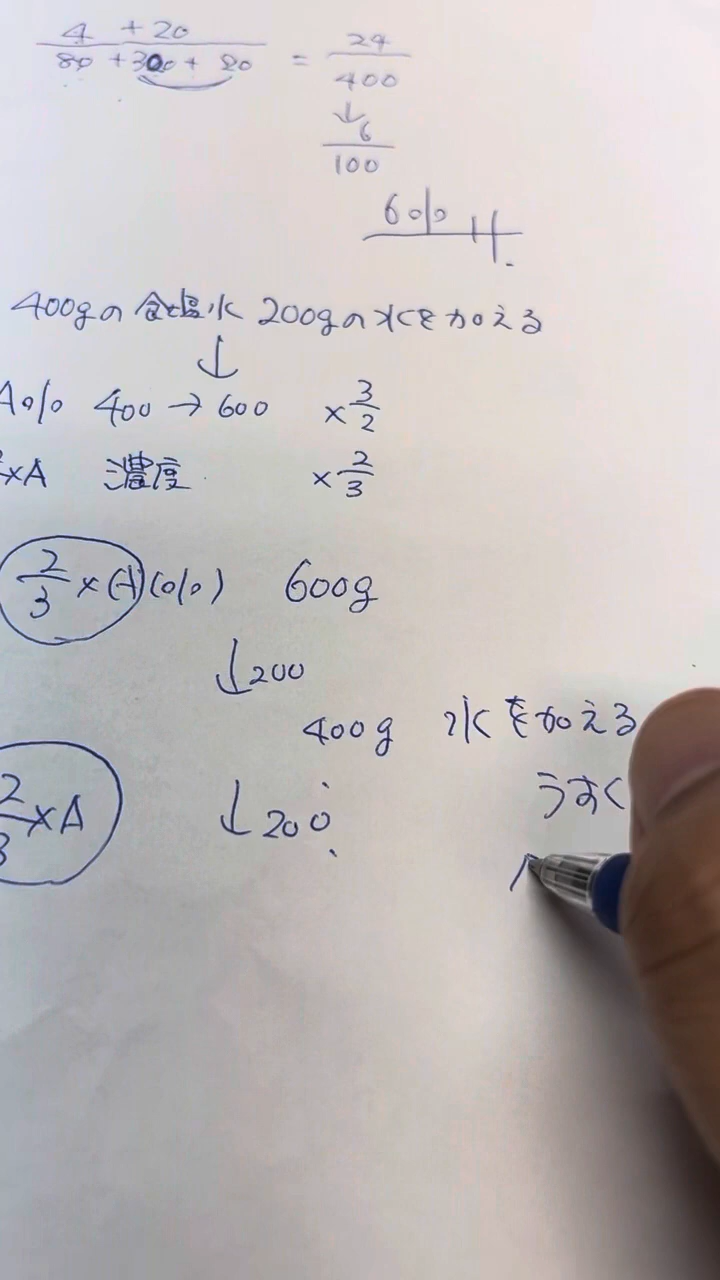 4 + 20
80 + 300 + 20 = 24
400
↓ 6
100
6%
400gの食塩水 200gの水を加える
↓
A% 400 → 600 × 3/2
×A 濃度 × 2/3
2/3 ×(A)(%) 600g
↓200
400g 水を加える
うすく
2/3 ×A ↓200